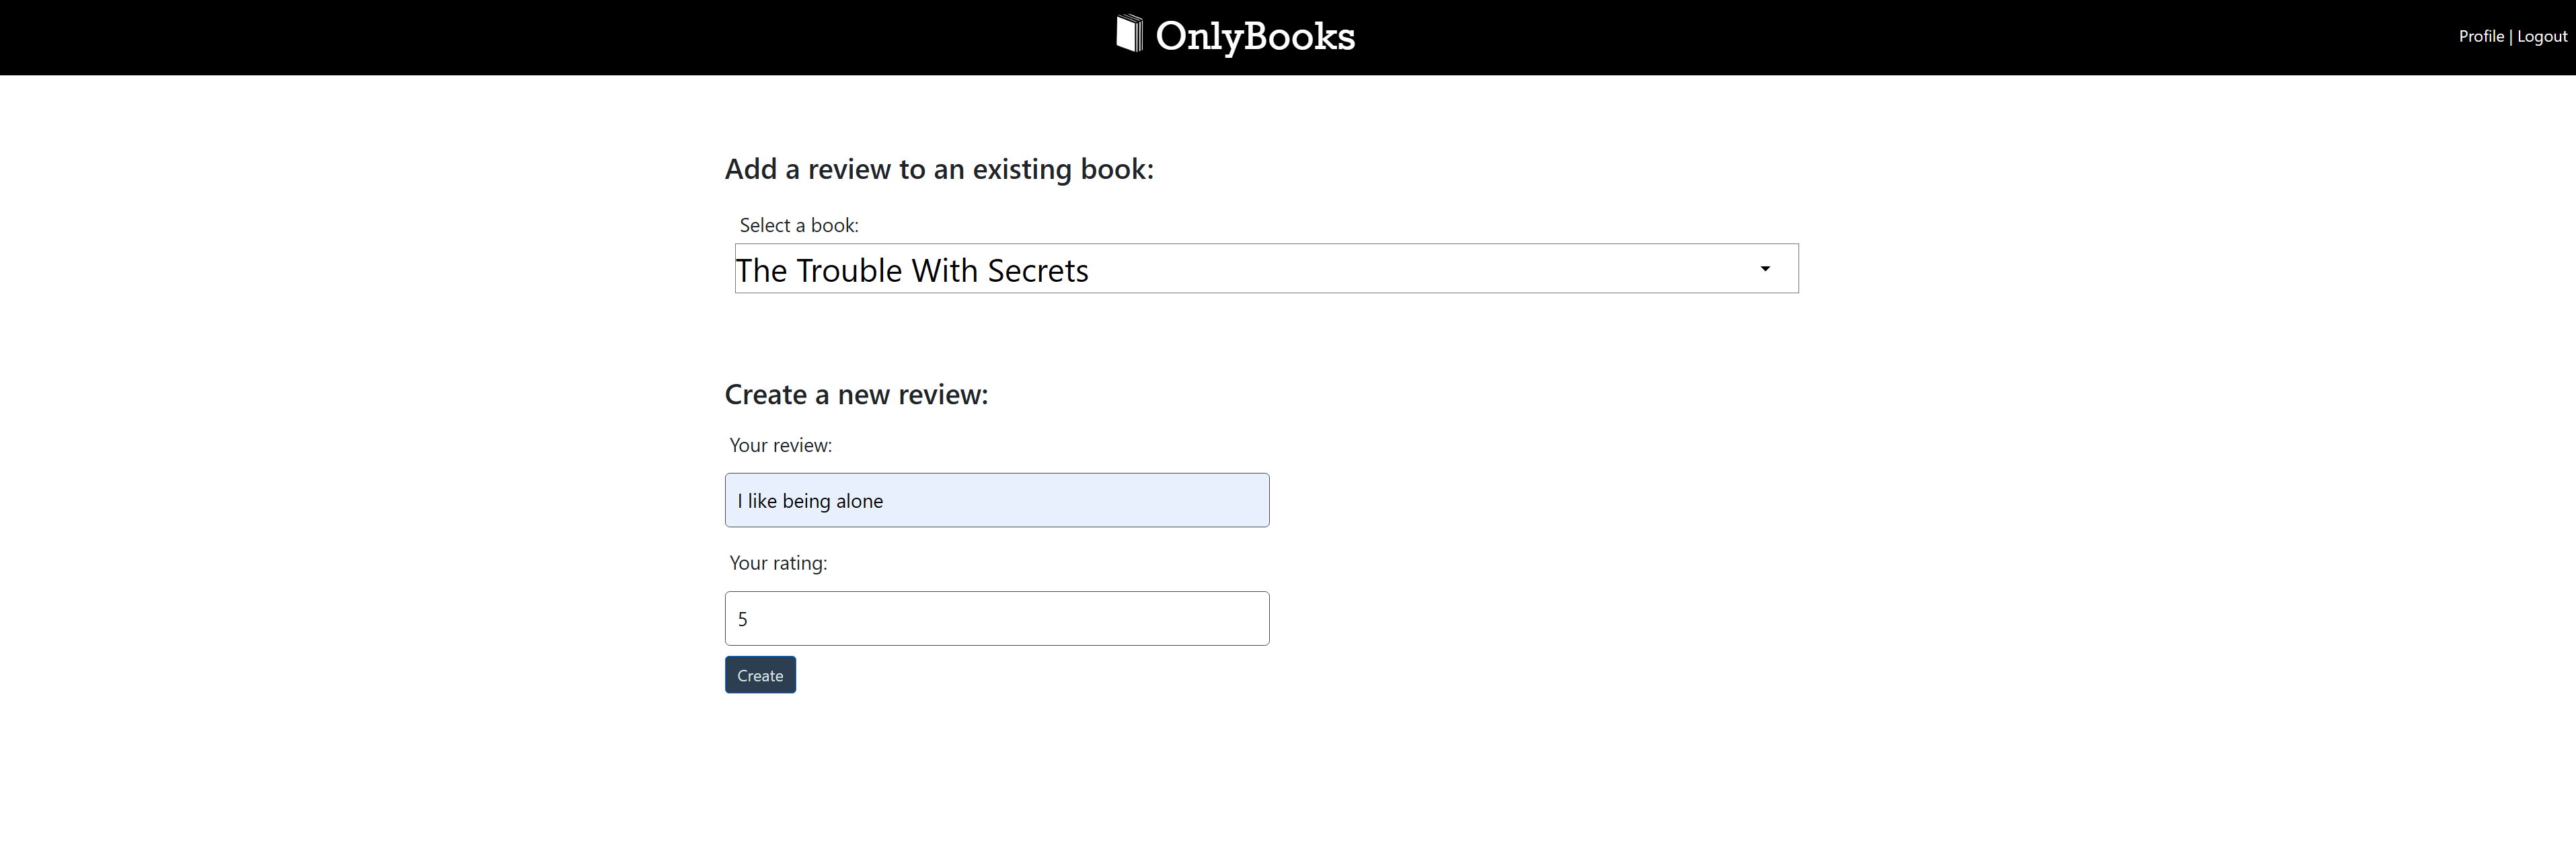 OnlyBooks
Profile | Logout
Add a review to an existing book:
Select a book:
The Trouble With Secrets
Create a new review:
Your review:
I like being alone
Your rating:
5
Create